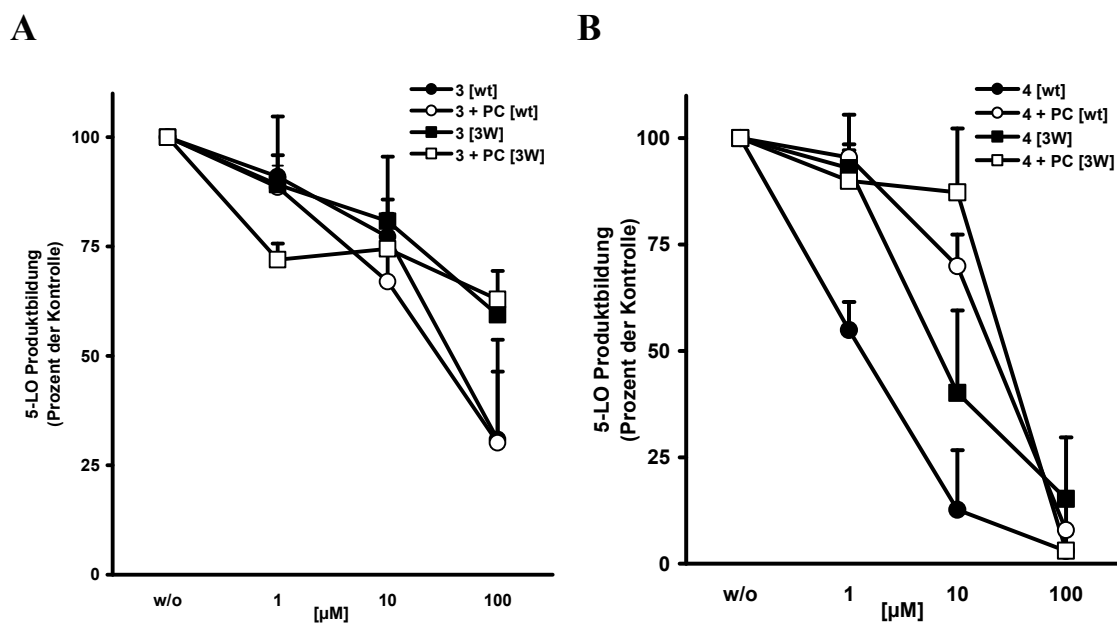 A
3 [wt]
3 + PC [wt]
3 [3W]
3 + PC [3W]
100
75
50
25
0
5-LO Produktbildung
(Prozent der Kontrolle)
w/o 1 10 100
[µM]
B
4 [wt]
4 + PC [wt]
4 [3W]
4 + PC [3W]
100
75
50
25
0
5-LO Produktbildung
(Prozent der Kontrolle)
w/o 1 10 100
[µM]